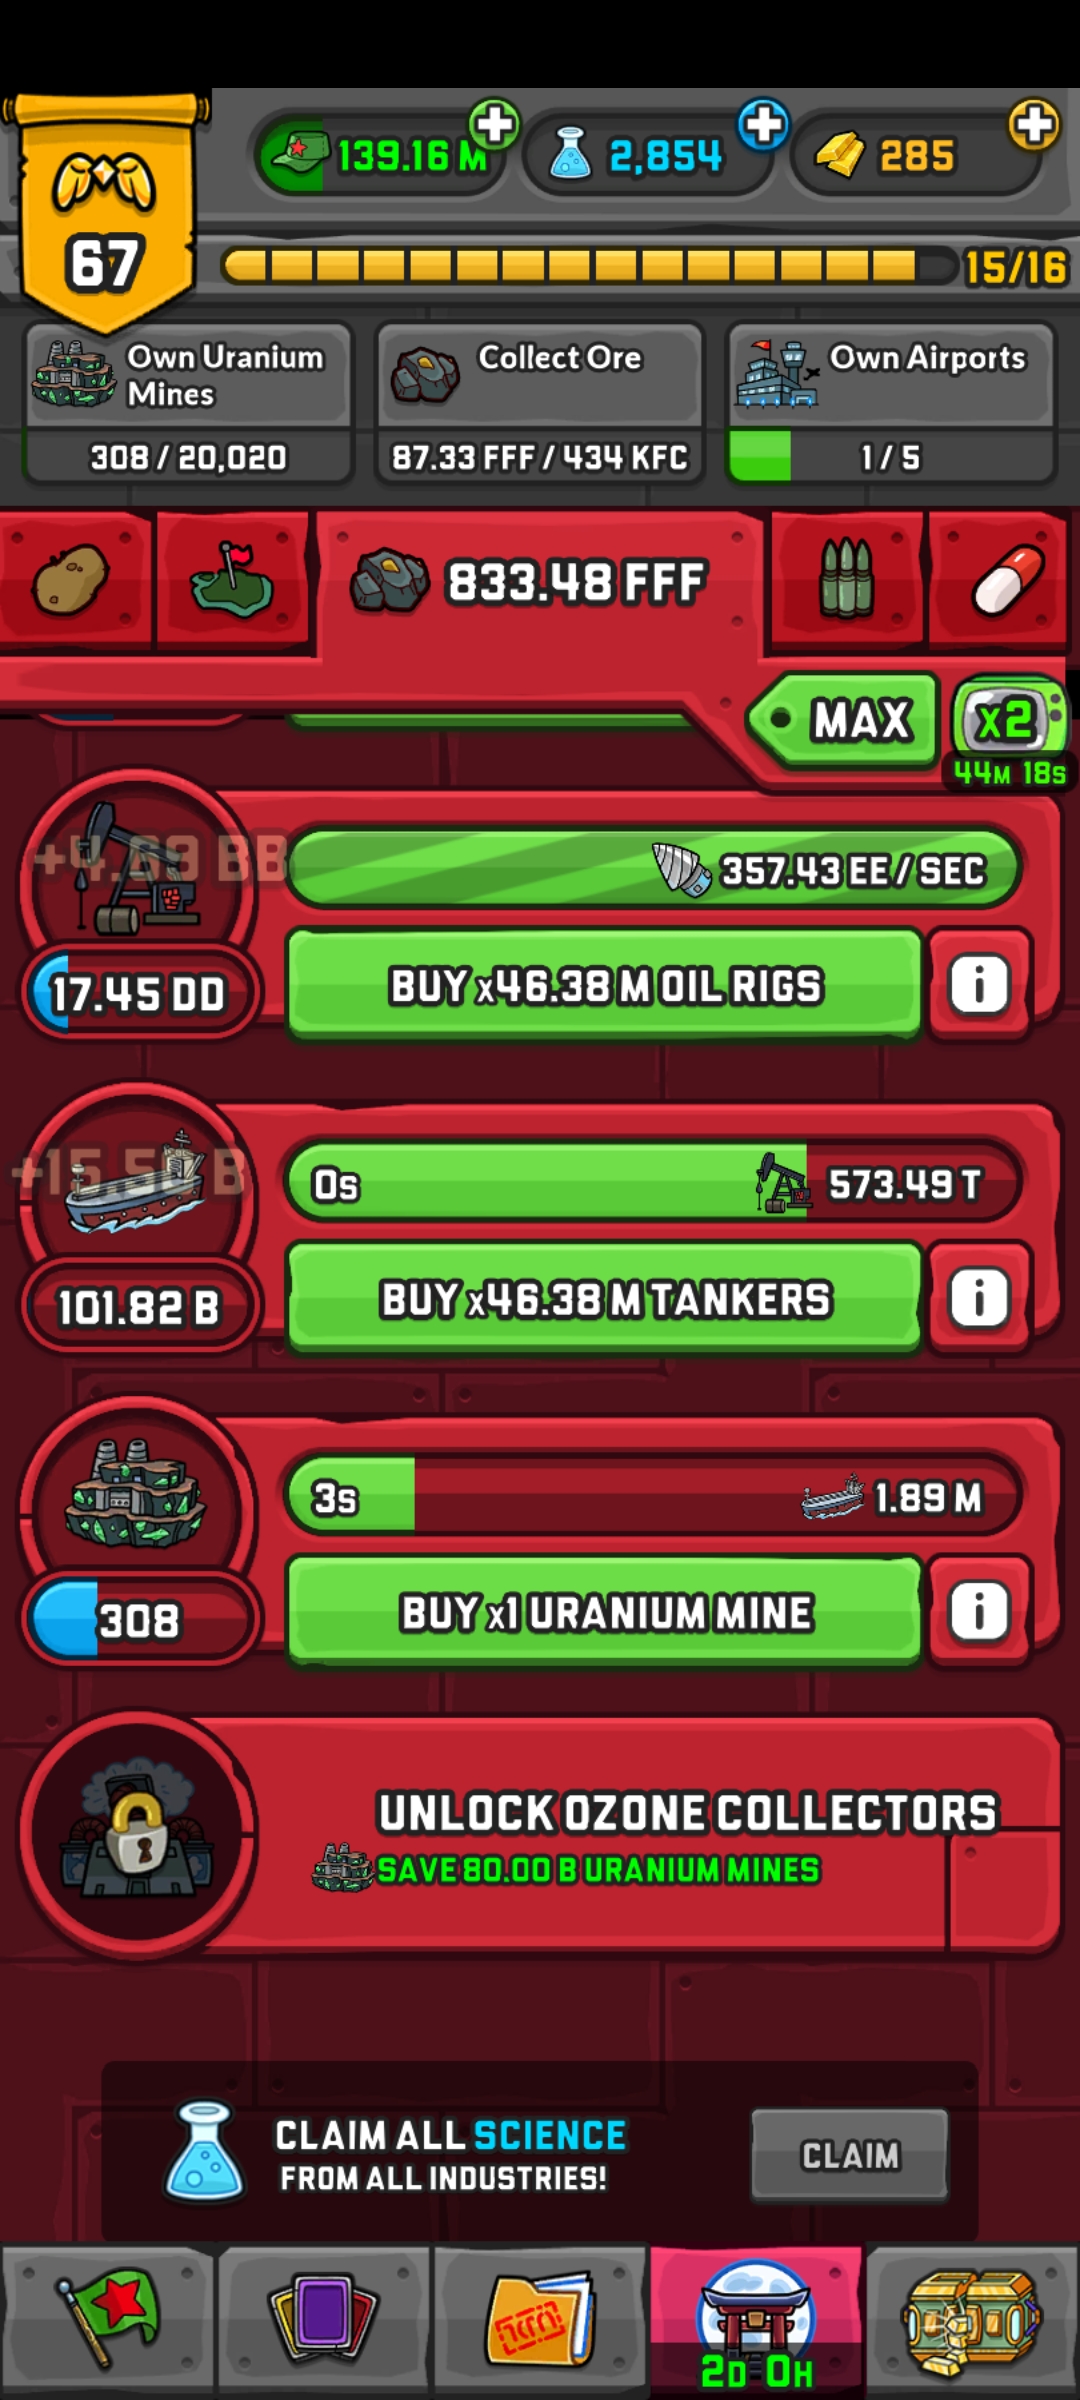 139.16 M
2,854
285
67
15/16
Own Uranium
Mines
308 / 20,020
Collect Ore
87.33 FFF / 434 KFC
Own Airports
1 / 5
833.48 FFF
MAX
x2
44M 18S
+4.69 BB
357.43 EE / SEC
17.45 DD
BUY x46.38 M OIL RIGS
i
0s
573.49 T
101.82 B
BUY x46.38 M TANKERS
i
3s
1.89 M
308
BUY x1 URANIUM MINE
i
UNLOCK OZONE COLLECTORS
SAVE 80.00 B URANIUM MINES
CLAIM ALL SCIENCE
FROM ALL INDUSTRIES!
CLAIM
2D 0H